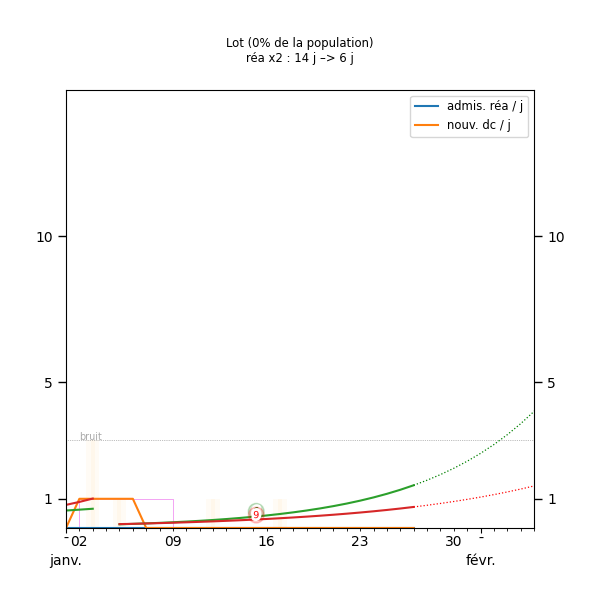 Lot (0% de la population)
réa x2 : 14 j –> 6 j
admis. réa / j
nouv. dc / j
10
10
5
5
bruit
1
1
9
02
09
16
23
30
janv.
févr.